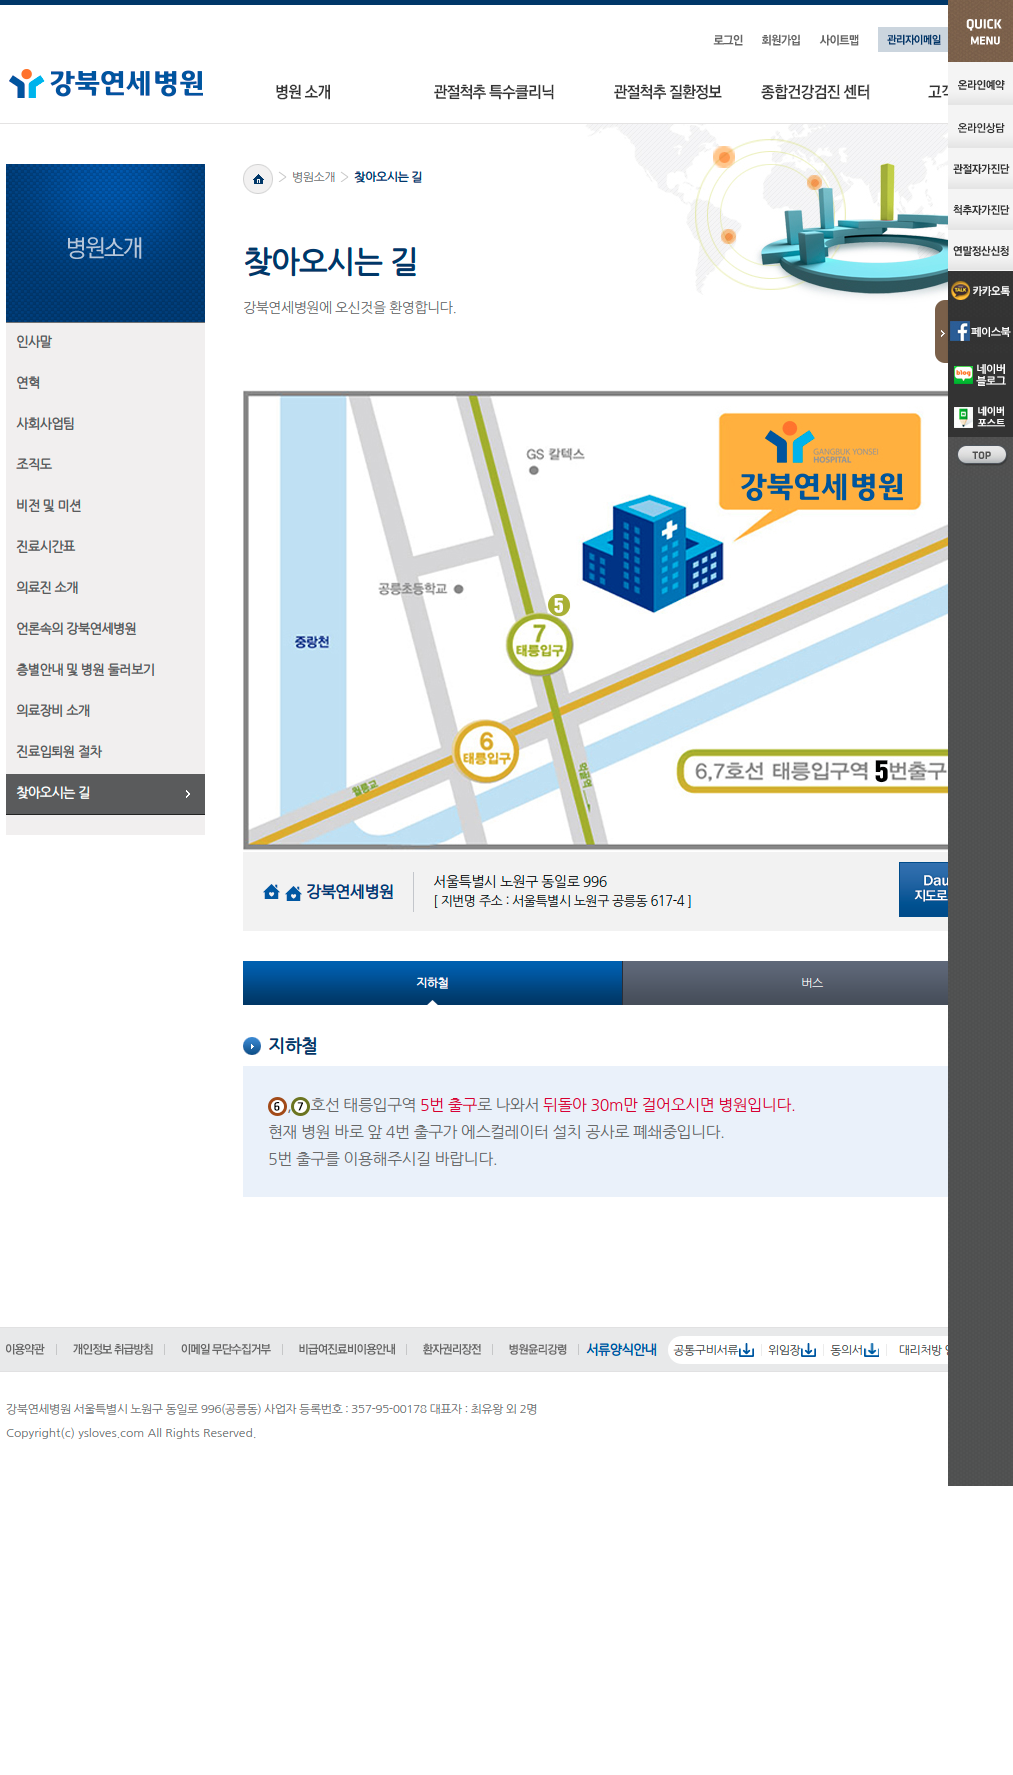 로그인 회원가입 사이트맵 관리자이메일
강북연세병원
병원 소개 관절척추 특수클리닉 관절척추 질환정보 종합건강검진 센터
QUICK
MENU
온라인예약
온라인상담
관절자가진단
척추자가진단
연말정산신청
TALK 카카오톡
페이스북
blog 네이버
블로그
네이버
포스트
TOP
병원소개
인사말
연혁
사회사업팀
조직도
비전 및 미션
진료시간표
의료진 소개
언론속의 강북연세병원
층별안내 및 병원 둘러보기
의료장비 소개
진료입퇴원 절차
찾아오시는 길
> 병원소개 > 찾아오시는 길
찾아오시는 길
강북연세병원에 오신것을 환영합니다.
GS 칼텍스
GANGBUK YONSEI
HOSPITAL
강북연세병원
공릉초등학교
5
7
태릉입구
중랑천
6
태릉입구
월릉교
6,7호선 태릉입구역 5번출구
강북연세병원
서울특별시 노원구 동일로 996
[ 지번명 주소 : 서울특별시 노원구 공릉동 617-4 ]
지하철 버스
지하철
6,7호선 태릉입구역 5번 출구로 나와서 뒤돌아 30m만 걸어오시면 병원입니다.
현재 병원 바로 앞 4번 출구가 에스컬레이터 설치 공사로 폐쇄중입니다.
5번 출구를 이용해주시길 바랍니다.
이용약관 개인정보 취급방침 이메일 무단수집거부 비급여진료비이용안내 환자권리장전 병원윤리강령 서류양식안내 공통구비서류 위임장 동의서 대리처방
강북연세병원 서울특별시 노원구 동일로 996(공릉동) 사업자 등록번호 : 357-95-00178 대표자 : 최유왕 외 2명
Copyright(c) ysloves.com All Rights Reserved.